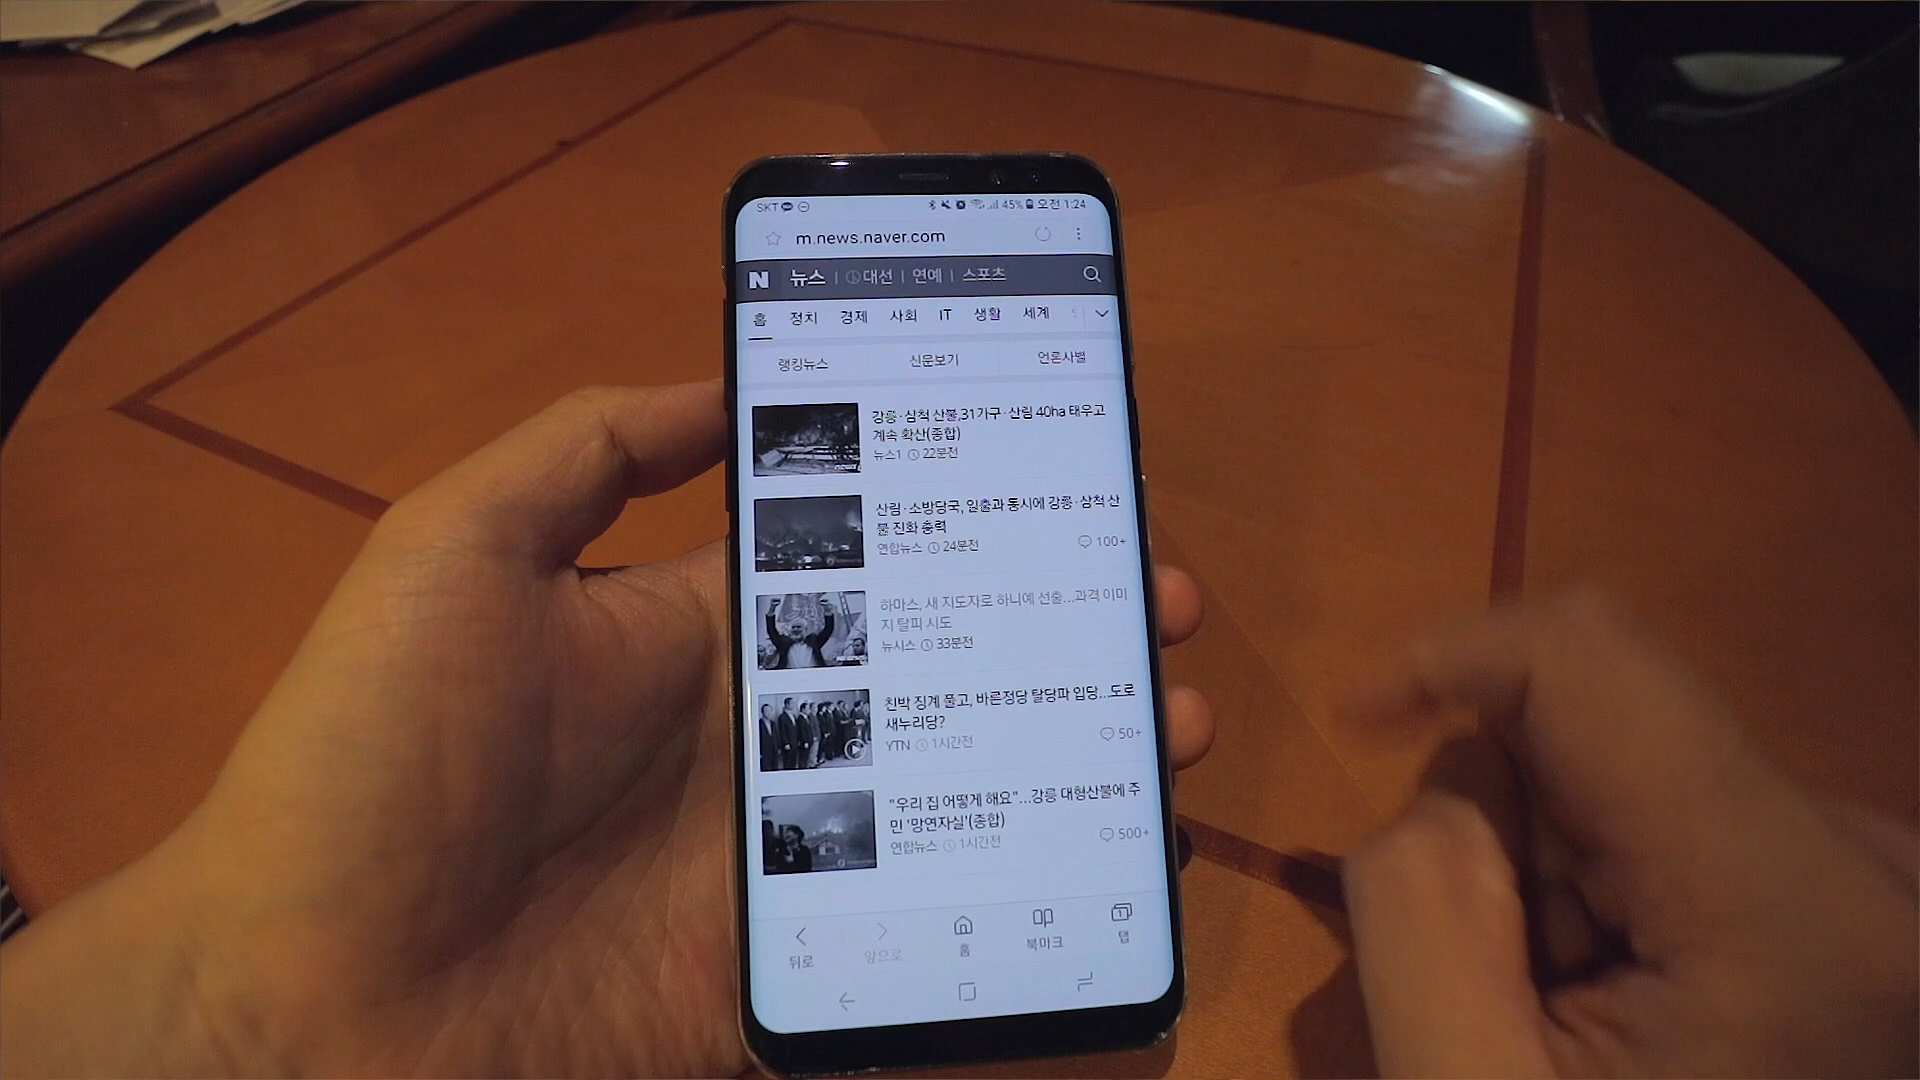 SKT 45% 오전 1:24
m.news.naver.com
N 뉴스 | 대선 | 연예 | 스포츠
홈 정치 경제 사회 IT 생활 세계
랭킹뉴스 신문보기 언론사별
강릉·삼척 산불,31가구·산림 40ha 태우고
계속 확산(종합)
뉴스1 22분전
산림·소방당국, 일출과 동시에 강릉·삼척 산
불 진화 총력
연합뉴스 24분전 100+
하마스, 새 지도자로 하니예 선출...과격 이미
지 탈피 시도
뉴시스 33분전
친박 징계 풀고, 바른정당 탈당파 입당...도로
새누리당?
YTN 1시간전 50+
"우리 집 어떻게 해요"...강릉 대형산불에 주
민 '망연자실'(종합)
연합뉴스 1시간전 500+
뒤로 앞으로 홈 북마크 1 탭